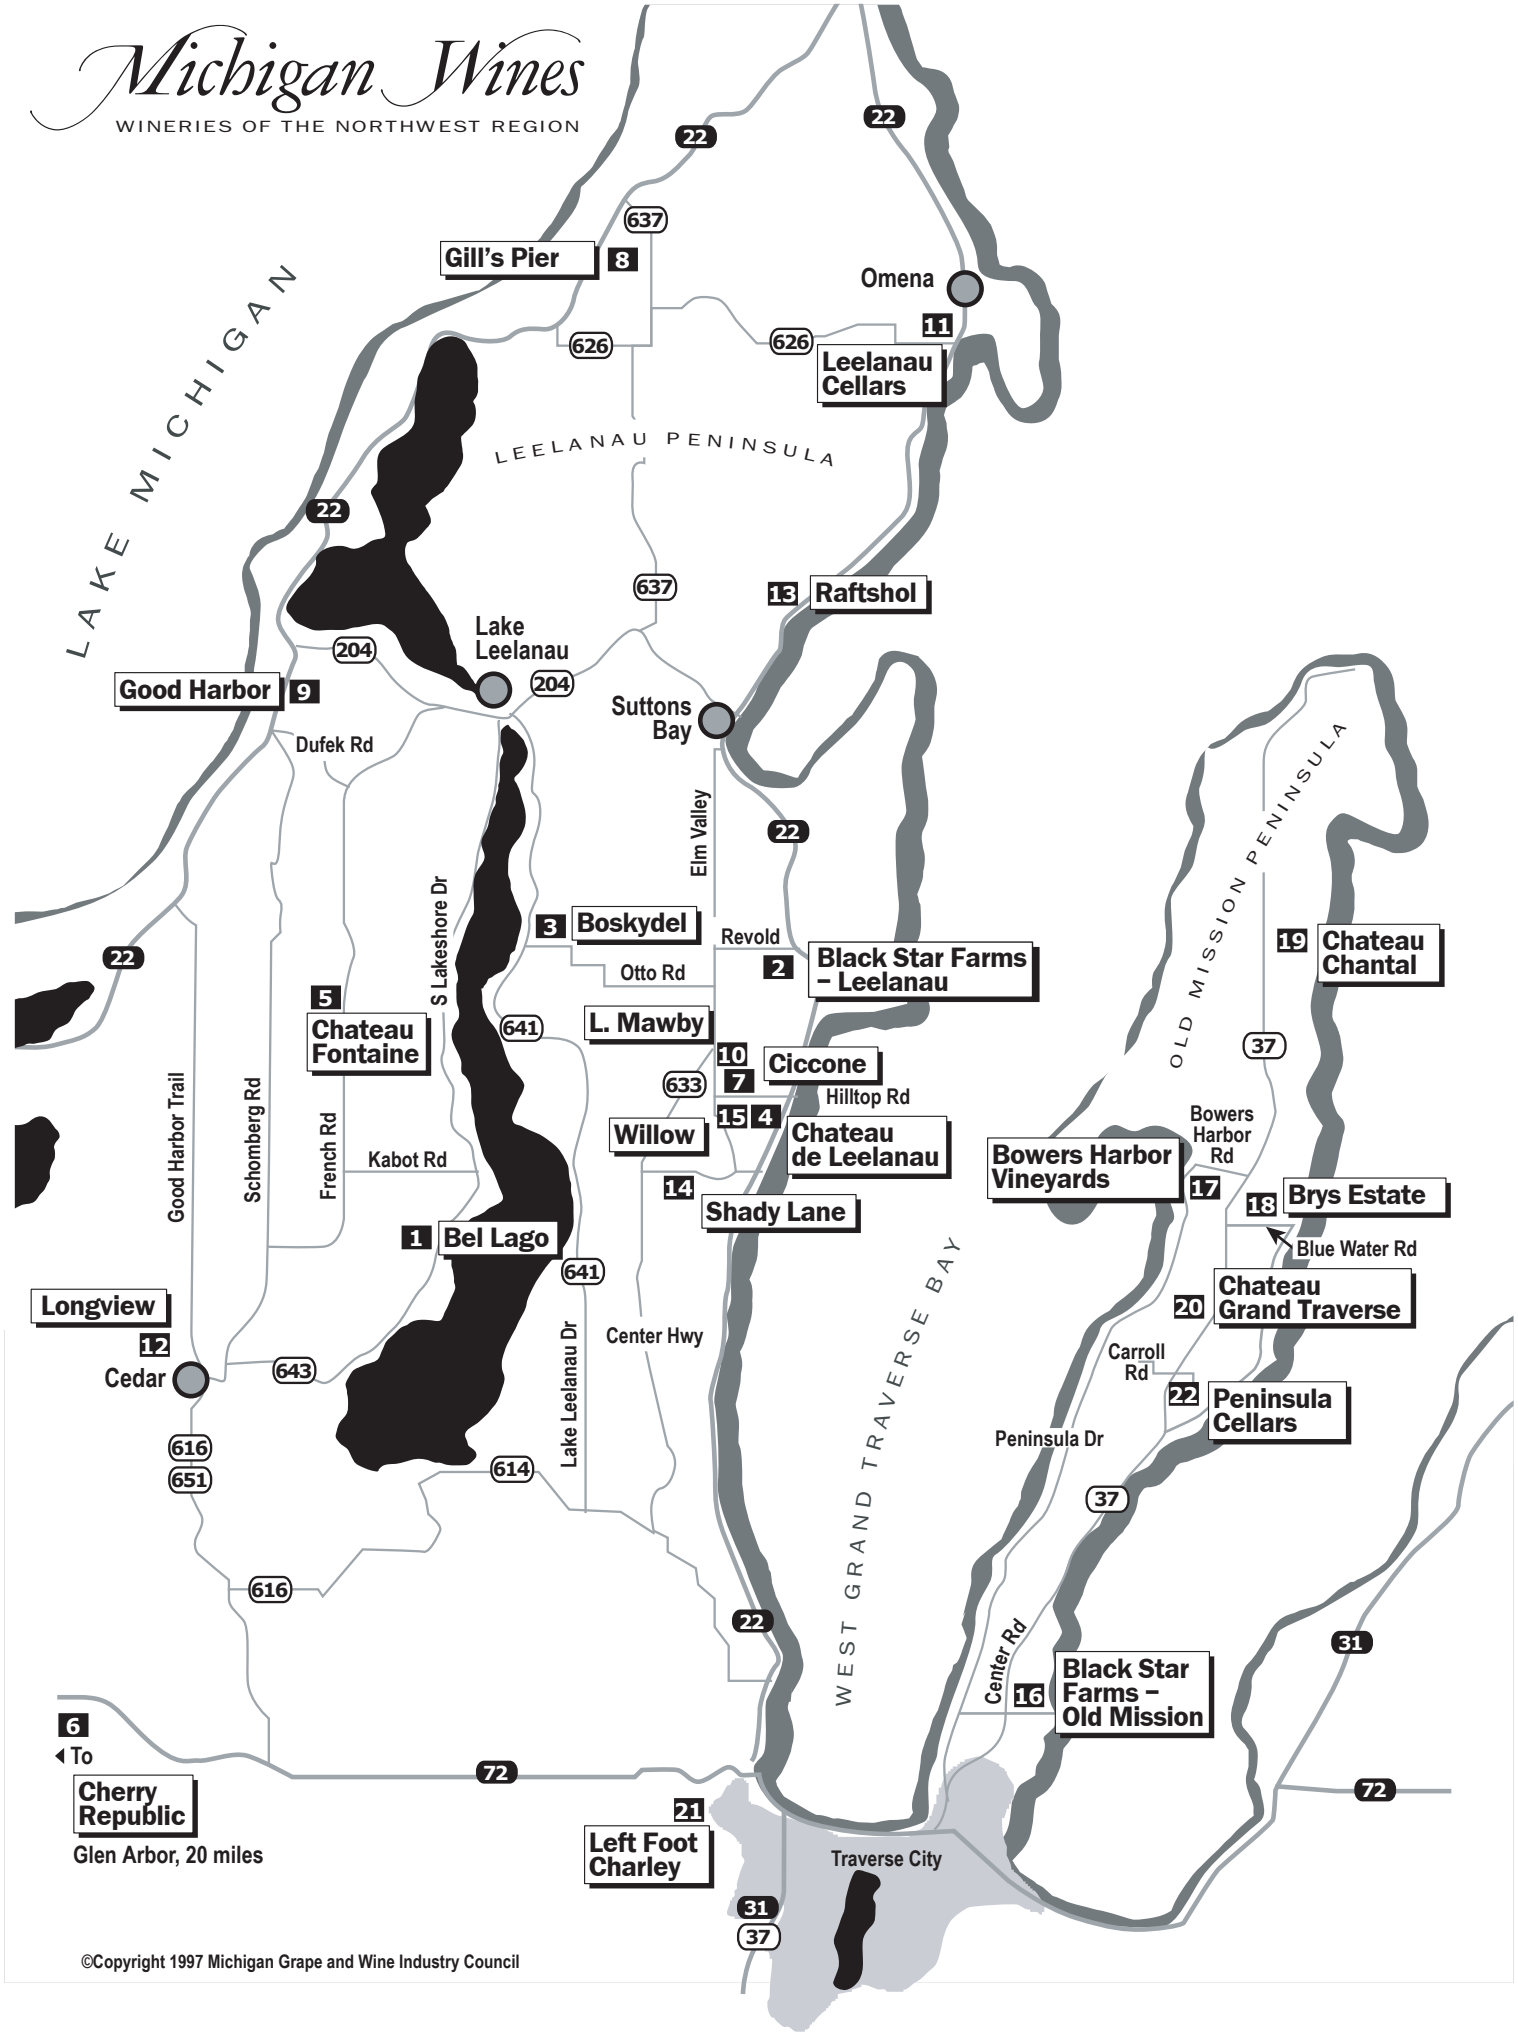 Michigan Wines
WINERIES OF THE NORTHWEST REGION
22
22
637
Gill's Pier
8
Omena
11
626
626
Leelanau
Cellars
LAKE MICHIGAN
LEELANAU PENINSULA
22
637
13
Raftshol
Lake
Leelanau
204
204
Good Harbor
9
Suttons
Bay
Dufek Rd
Elm Valley
22
OLD MISSION PENINSULA
S Lakeshore Dr
3
Boskydel
Revold
19
Chateau
Chantal
22
Otto Rd
2
Black Star Farms
– Leelanau
5
Chateau
Fontaine
L. Mawby
641
10
Ciccone
37
7
633
Hilltop Rd
Good Harbor Trail
Schomberg Rd
French Rd
15
4
Bowers
Harbor
Rd
Willow
Chateau
de Leelanau
Kabot Rd
Bowers Harbor
Vineyards
14
17
18
Brys Estate
Shady Lane
1
Bel Lago
Blue Water Rd
641
WEST GRAND TRAVERSE BAY
Chateau
Grand Traverse
20
Longview
12
Center Hwy
Carroll
Rd
Cedar
643
Lake Leelanau Dr
22
Peninsula
Cellars
616
Peninsula Dr
651
614
37
616
22
31
Center Rd
16
Black Star
Farms –
Old Mission
6
To
72
Cherry
Republic
72
21
Glen Arbor, 20 miles
Left Foot
Charley
Traverse City
31
37
©Copyright 1997 Michigan Grape and Wine Industry Council